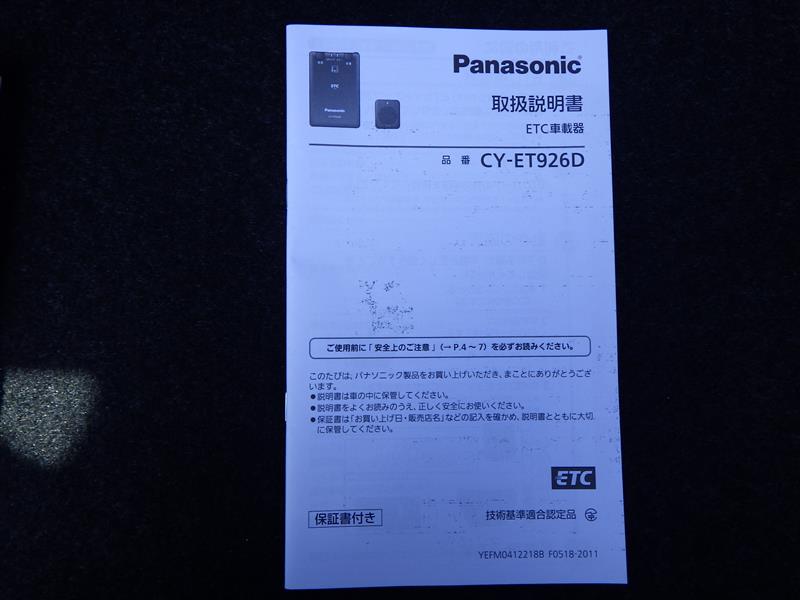 ETC
Panasonic
Panasonic
取扱説明書
ETC車載器
品番 CY-ET926D
ご使用前に「安全上のご注意」(→P.4～7)を必ずお読みください。
このたびは、パナソニック製品をお買い上げいただき、まことにありがとうござ
います。
●説明書は車の中に保管してください。
●説明書をよくお読みのうえ、正しく安全にお使いください。
●保証書は「お買い上げ日・販売店名」などの記入を確かめ、説明書とともに大切
に保管してください。
ETC
保証書付き
技術基準適合認定品
YEFM0412218B F0518-2011